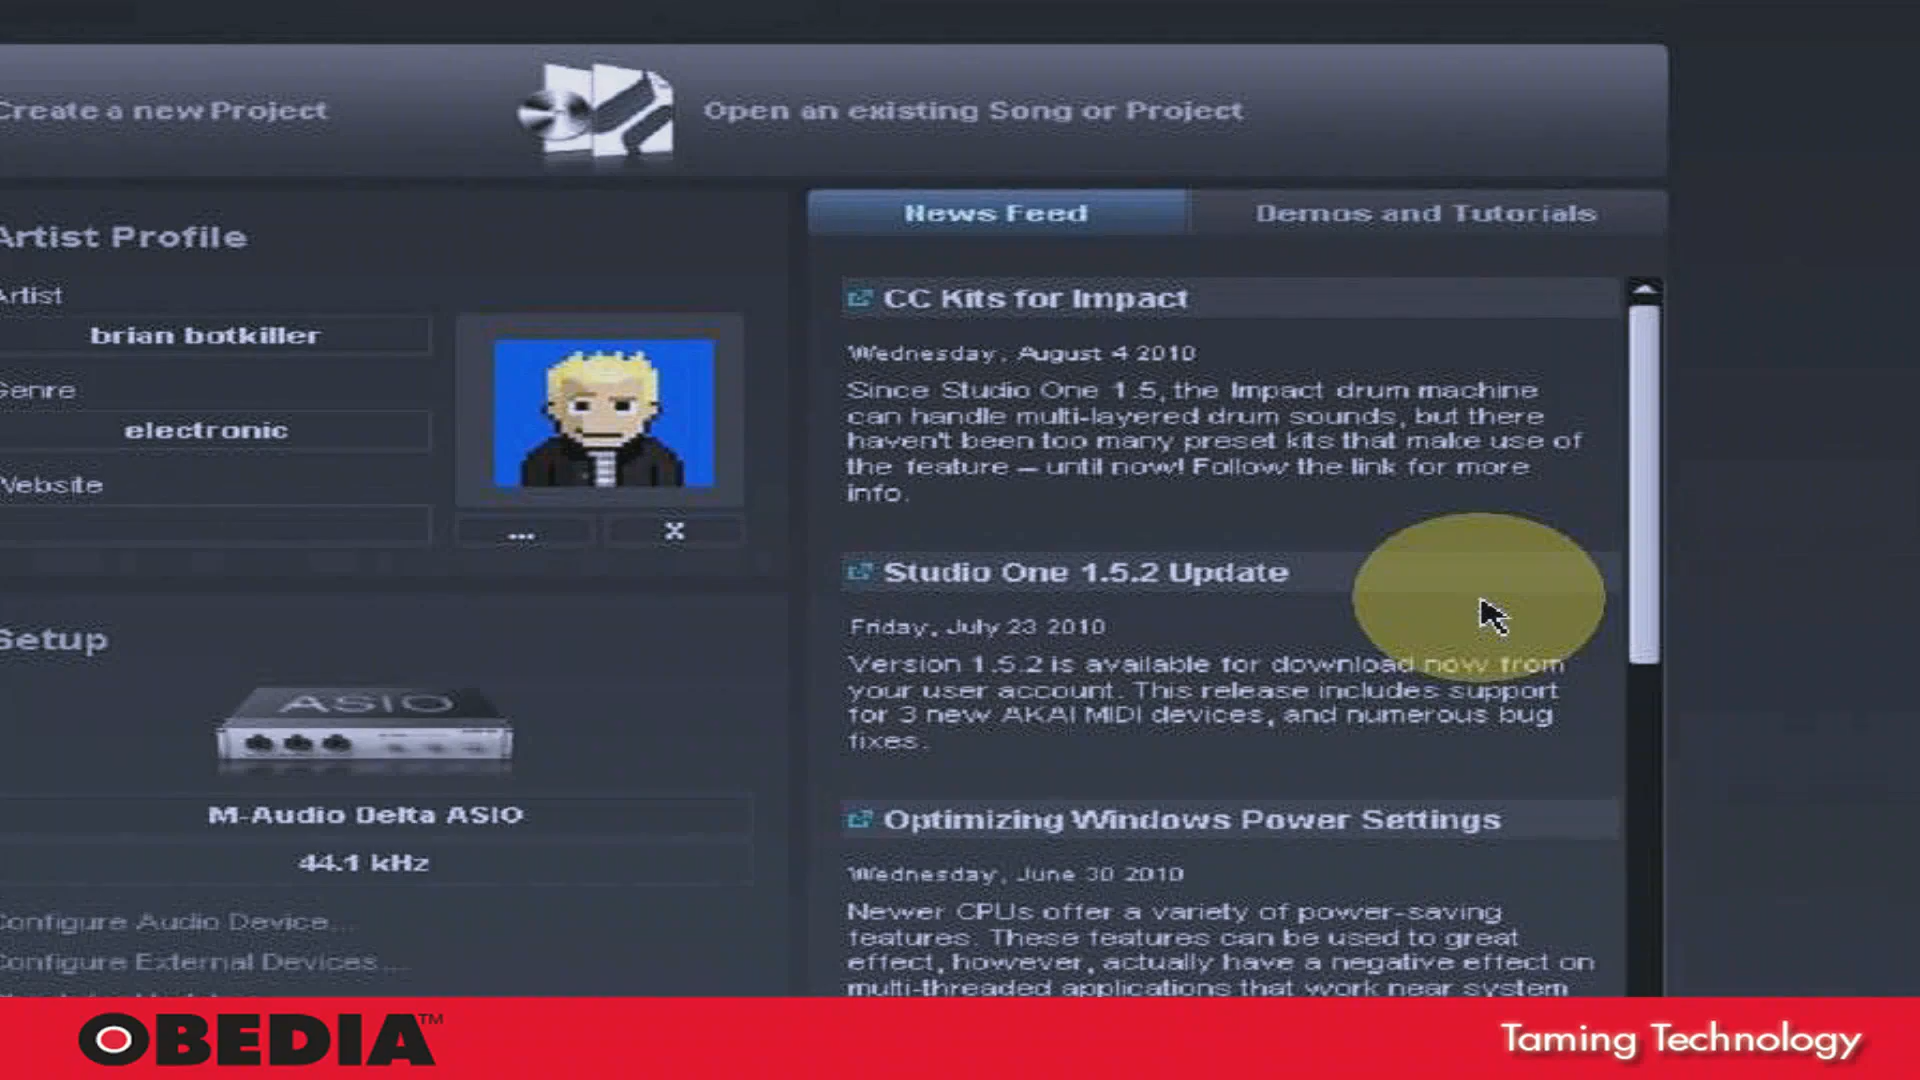 Create a new Project
Open an existing Song or Project
Artist Profile
Artist
brian botkiller
Genre
electronic
Website
... X
Setup
ASIO
M-Audio Delta ASIO
44.1 kHz
Configure Audio Device...
Configure External Devices...
News Feed
Demos and Tutorials
CC Kits for Impact
Wednesday, August 4 2010
Since Studio One 1.5, the Impact drum machine
can handle multi-layered drum sounds, but there
haven't been too many preset kits that make use of
the feature – until now! Follow the link for more
info.
Studio One 1.5.2 Update
Friday, July 23 2010
Version 1.5.2 is available for download now from
your user account. This release includes support
for 3 new AKAI MIDI devices, and numerous bug
fixes.
Optimizing Windows Power Settings
Wednesday, June 30 2010
Newer CPUs offer a variety of power-saving
features. These features can be used to great
effect, however, actually have a negative effect on
multi-threaded applications that work near system
OBEDIA™
Taming Technology